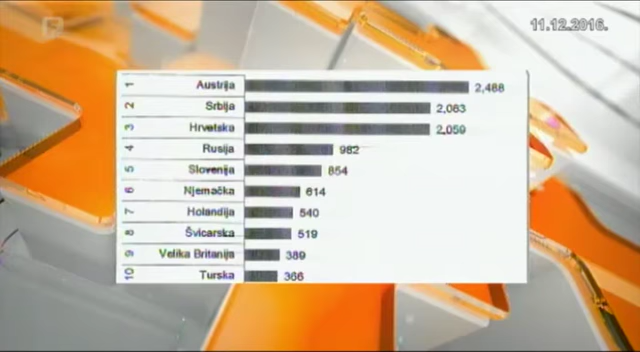 11.12.2016.
1 Austrija 2,488
2 Srbija 2,083
3 Hrvatska 2,059
4 Rusija 982
5 Slovenija 854
6 Njemačka 614
7 Holandija 540
8 Švicarska 519
9 Velika Britanija 389
10 Turska 366